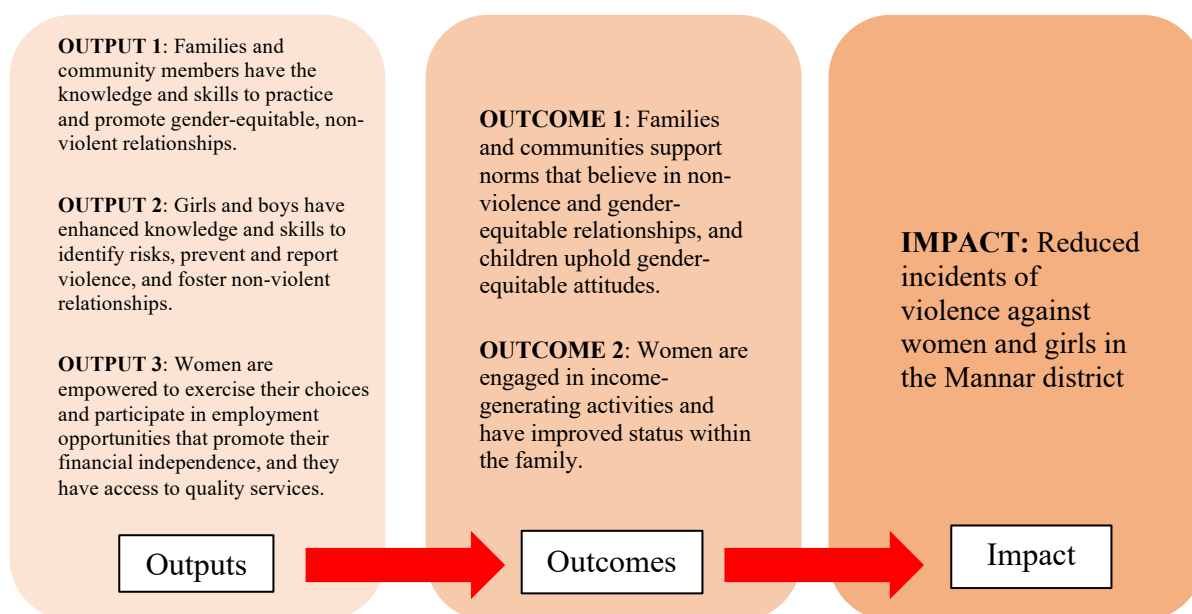 OUTPUT 1: Families and
community members have the
knowledge and skills to practice
and promote gender-equitable, non-
violent relationships.
OUTPUT 2: Girls and boys have
enhanced knowledge and skills to
identify risks, prevent and report
violence, and foster non-violent
relationships.
OUTPUT 3: Women are
empowered to exercise their choices
and participate in employment
opportunities that promote their
financial independence, and they
have access to quality services.
Outputs
OUTCOME 1: Families
and communities support
norms that believe in non-
violence and gender-
equitable relationships, and
children uphold gender-
equitable attitudes.
OUTCOME 2: Women are
engaged in income-
generating activities and
have improved status within
the family.
Outcomes
IMPACT: Reduced
incidents of
violence against
women and girls in
the Mannar district
Impact